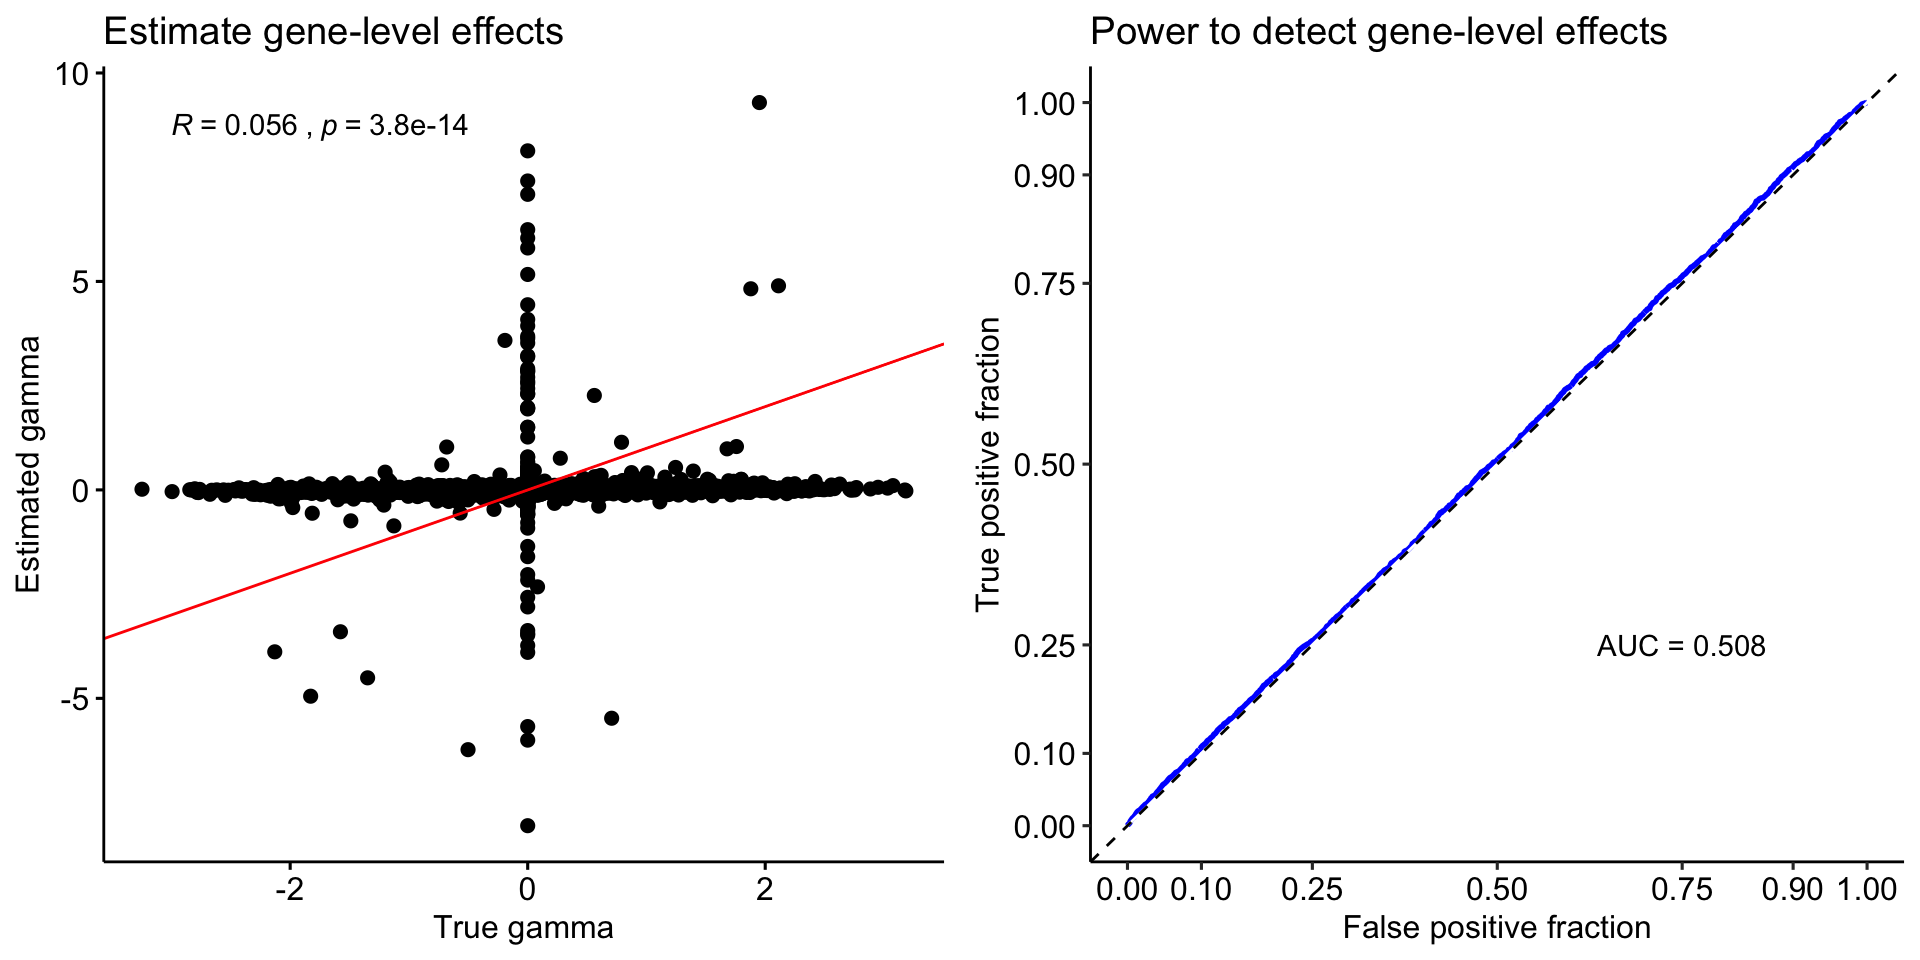 Estimate gene-level effects
R = 0.056 , p = 3.8e-14
10
5
0
-5
Estimated gamma
-2 0 2
True gamma
Power to detect gene-level effects
1.00
0.90
0.75
0.50
0.25
0.10
0.00
True positive fraction
AUC = 0.508
0.00 0.10 0.25 0.50 0.75 0.90 1.00
False positive fraction